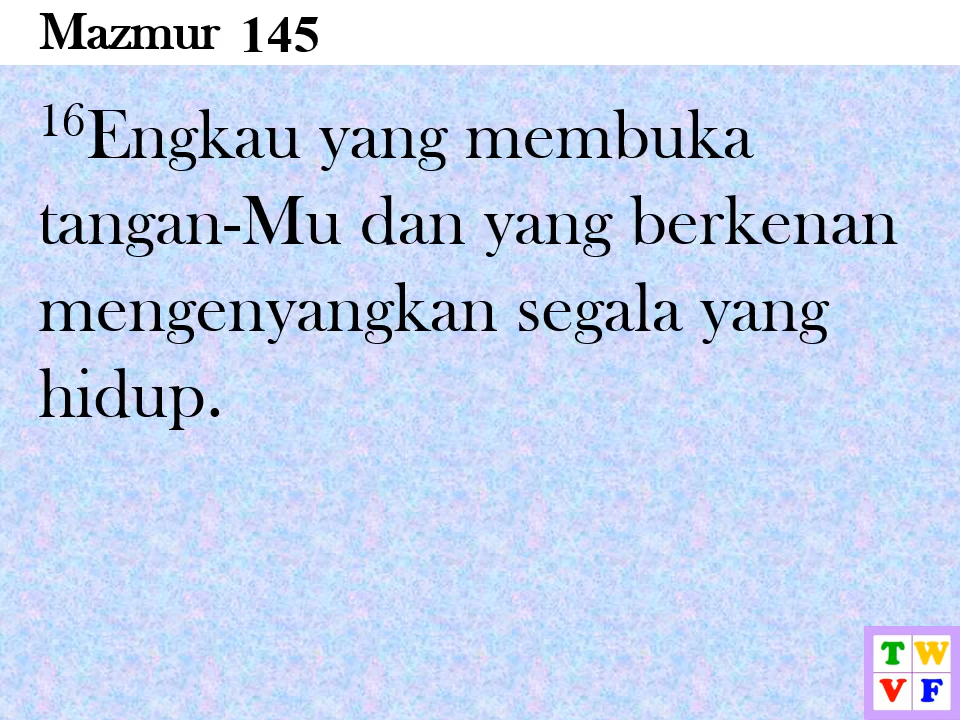 Mazmur 145
16Engkau yang membuka
tangan-Mu dan yang berkenan
mengenyangkan segala yang
hidup.
T W
V F